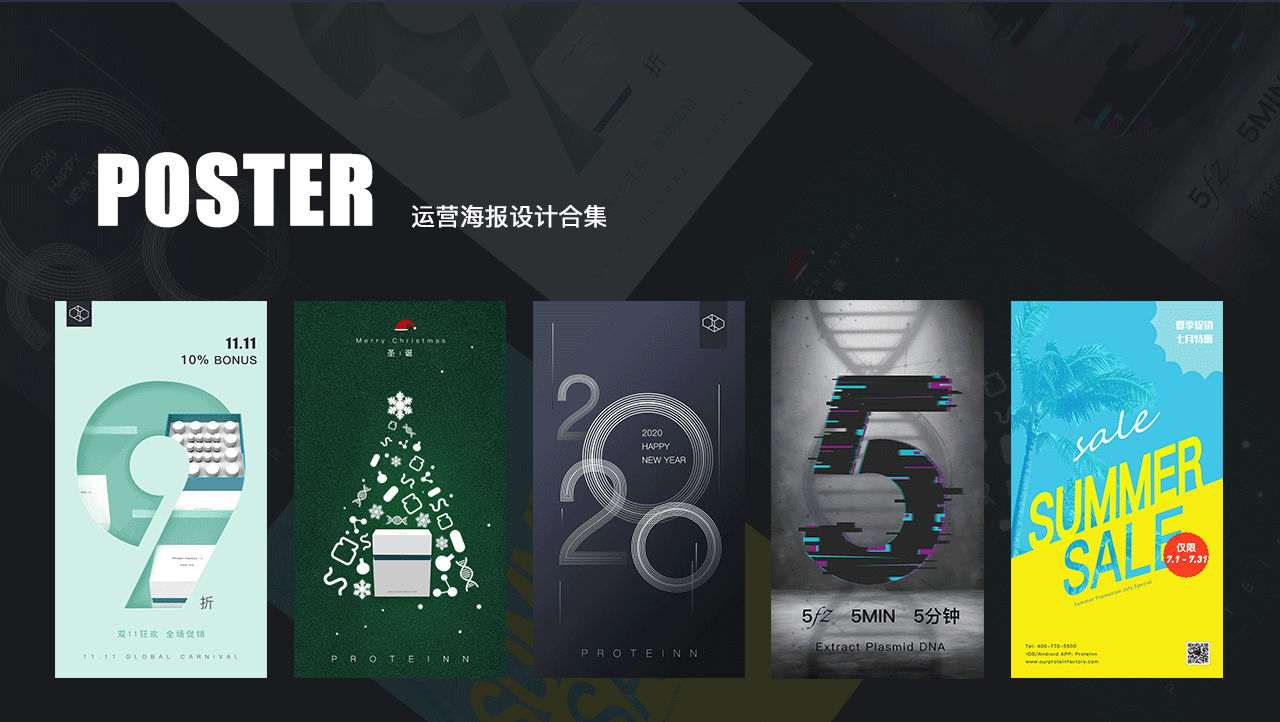 POSTER
运营海报设计合集
11.11
10% BONUS
折
双11狂欢 全场促销
11.11 GLOBAL CARNIVAL
Merry Christmas
圣|诞
PROTEINN
2020
2020
HAPPY
NEW YEAR
PROTEINN
5
5fz 5MIN 5分钟
Extract Plasmid DNA
夏季促销
七月特惠
sale
SUMMER
SALE
仅限
7.1 - 7.31
Summer Promotion July Special
Tel: 400-770-5500
iOS/Android APP: Proteinn
www.ourproteinfactory.com